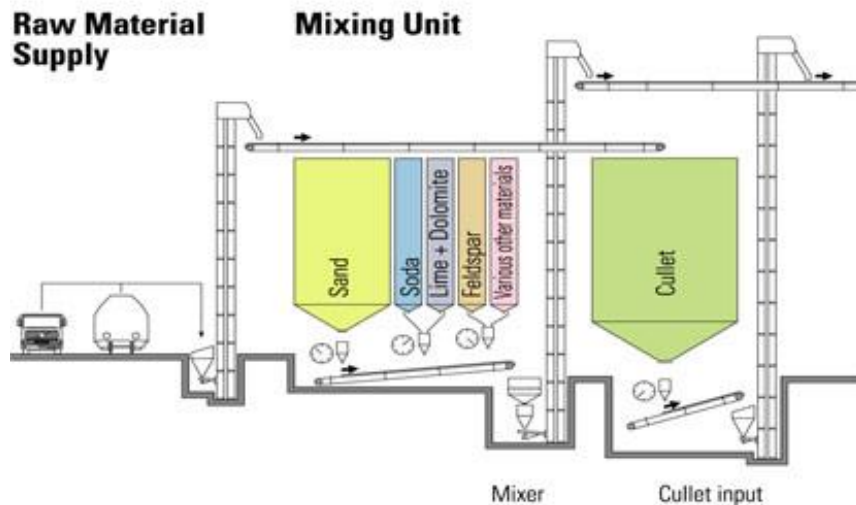 Raw Material
Supply
Mixing Unit
Sand
Soda
Lime + Dolomite
Feldspar
Various other materials
Cullet
Mixer
Cullet input